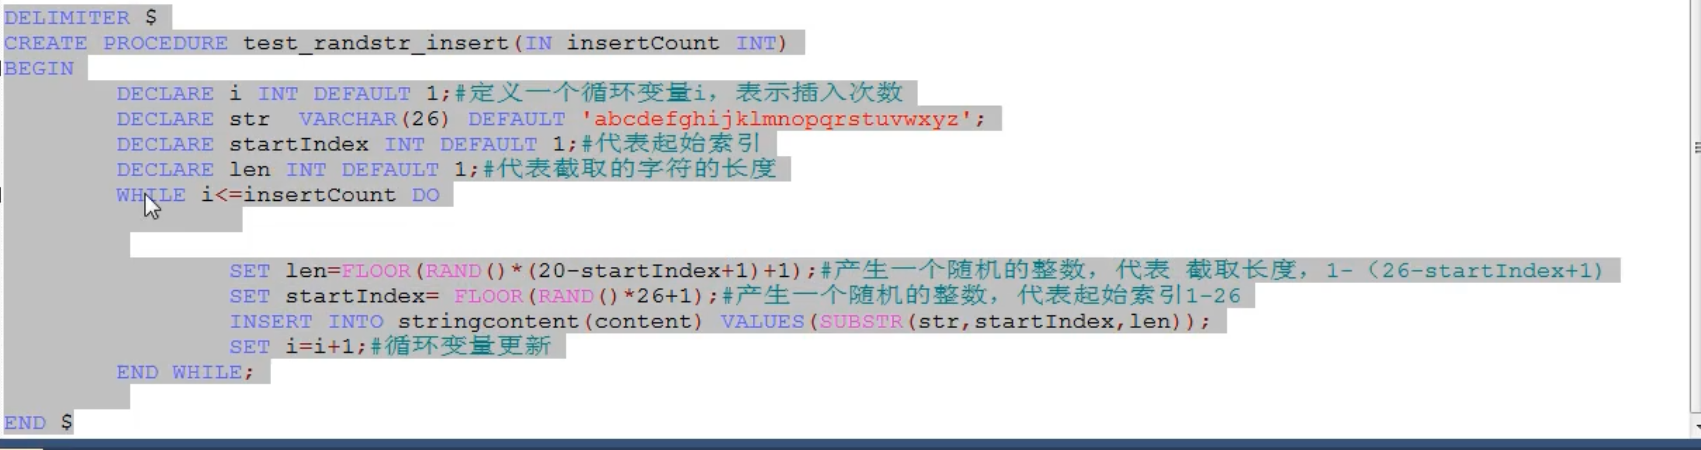 DELIMITER $
CREATE PROCEDURE test_randstr_insert(IN insertCount INT)
BEGIN
DECLARE i INT DEFAULT 1;#定义一个循环变量i，表示插入次数
DECLARE str  VARCHAR(26) DEFAULT 'abcdefghijklmnopqrstuvwxyz';
DECLARE startIndex INT DEFAULT 1;#代表起始索引
DECLARE len INT DEFAULT 1;#代表截取的字符的长度
WHILE i<=insertCount DO
SET len=FLOOR(RAND()*(20-startIndex+1)+1);#产生一个随机的整数，代表 截取长度，1-（26-startIndex+1)
SET startIndex= FLOOR(RAND()*26+1);#产生一个随机的整数，代表起始索引1-26
INSERT INTO stringcontent(content) VALUES(SUBSTR(str,startIndex,len));
SET i=i+1;#循环变量更新
END WHILE;
END $